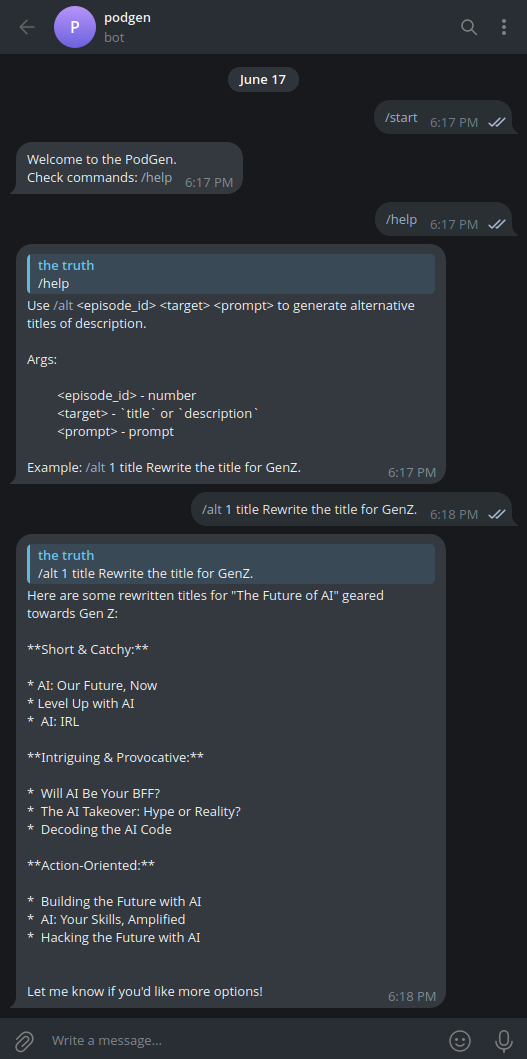 podgen
P
bot
June 17
/start 6:17 PM
Welcome to the PodGen.
Check commands: /help 6:17 PM
/help 6:17 PM
the truth
/help
Use /alt <episode_id> <target> <prompt> to generate alternative
titles of description.
Args:
<episode_id> - number
<target> - `title` or `description`
<prompt> - prompt
Example: /alt 1 title Rewrite the title for GenZ.
6:17 PM
/alt 1 title Rewrite the title for GenZ. 6:18 PM
the truth
/alt 1 title Rewrite the title for GenZ.
Here are some rewritten titles for "The Future of AI" geared
towards Gen Z:
**Short & Catchy:**
* AI: Our Future, Now
* Level Up with AI
*  AI: IRL
**Intriguing & Provocative:**
*  Will AI Be Your BFF?
*  The AI Takeover: Hype or Reality?
*  Decoding the AI Code
**Action-Oriented:**
*  Building the Future with AI
*  AI: Your Skills, Amplified
*  Hacking the Future with AI
Let me know if you'd like more options!
6:18 PM
Write a message...